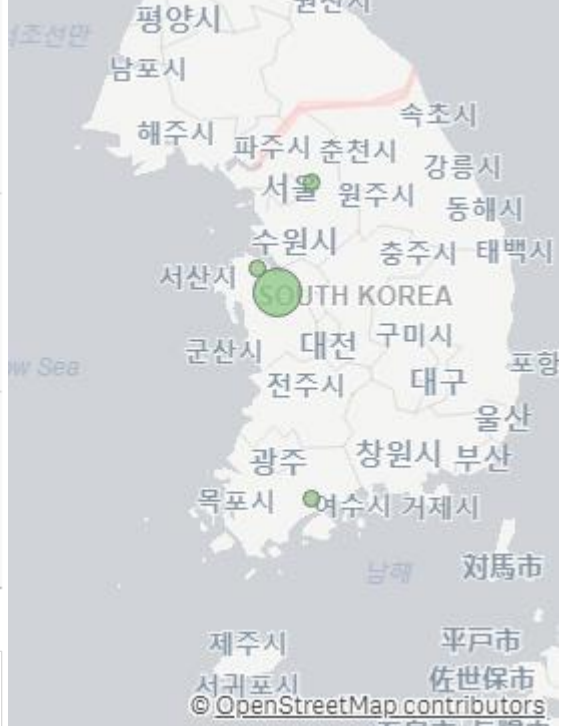 평양시
남포시
해주시
속초시
파주시 춘천시
강릉시
서울 원주시
동해시
수원시
충주시 태백시
서산시
SOUTH KOREA
군산시 대전 구미시
전주시 대구
울산
광주 창원시 부산
목포시 여수시 거제시
남해 対馬市
제주시 平戸市
서귀포시 佐世保市
© OpenStreetMap contributors